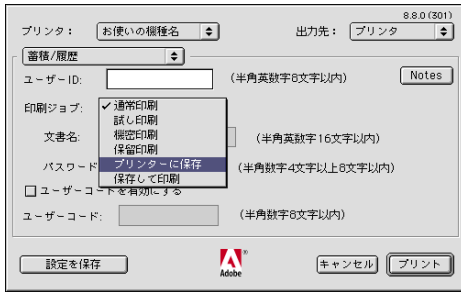 8.8.0 (301)
プリンタ： お使いの機種名 出力先： プリンタ
蓄積/履歴
ユーザーID: （半角英数字8文字以内） Notes
印刷ジョブ: ✓通常印刷
試し印刷
文書名: 機密印刷 （半角英数字16文字以内）
保留印刷
パスワード プリンターに保存 （半角数字4文字以上8文字以内）
保存して印刷
ユーザーコードを有効にする
ユーザーコード: （半角数字8文字以内）
設定を保存 Adobe キャンセル プリント